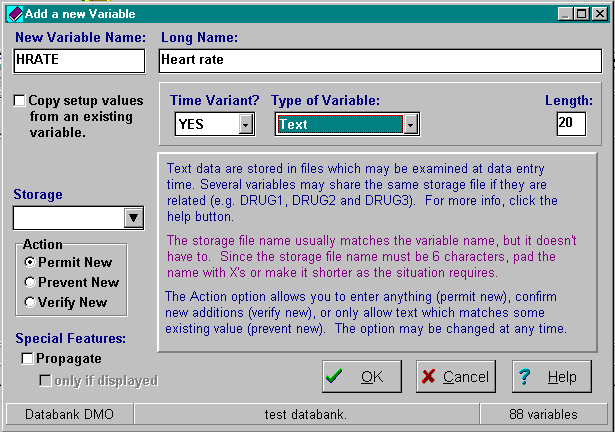 Add a new Variable
New Variable Name:
Long Name:
HRATE
Heart rate
Copy setup values
from an existing
variable.
Time Variant?
Type of Variable:
Length:
YES
Text
20
Text data are stored in files which may be examined at data entry
time. Several variables may share the same storage file if they are
related (e.g. DRUG1, DRUG2 and DRUG3). For more info, click the
help button.
The storage file name usually matches the variable name, but it doesn't
have to. Since the storage file name must be 6 characters, pad the
name with X's or make it shorter as the situation requires.
The Action option allows you to enter anything (permit new), confirm
new additions (verify new), or only allow text which matches some
existing value (prevent new). The option may be changed at any time.
Storage
Action
Permit New
Prevent New
Verify New
Special Features:
Propagate
only if displayed
OK
Cancel
Help
Databank DMO
test databank.
88 variables